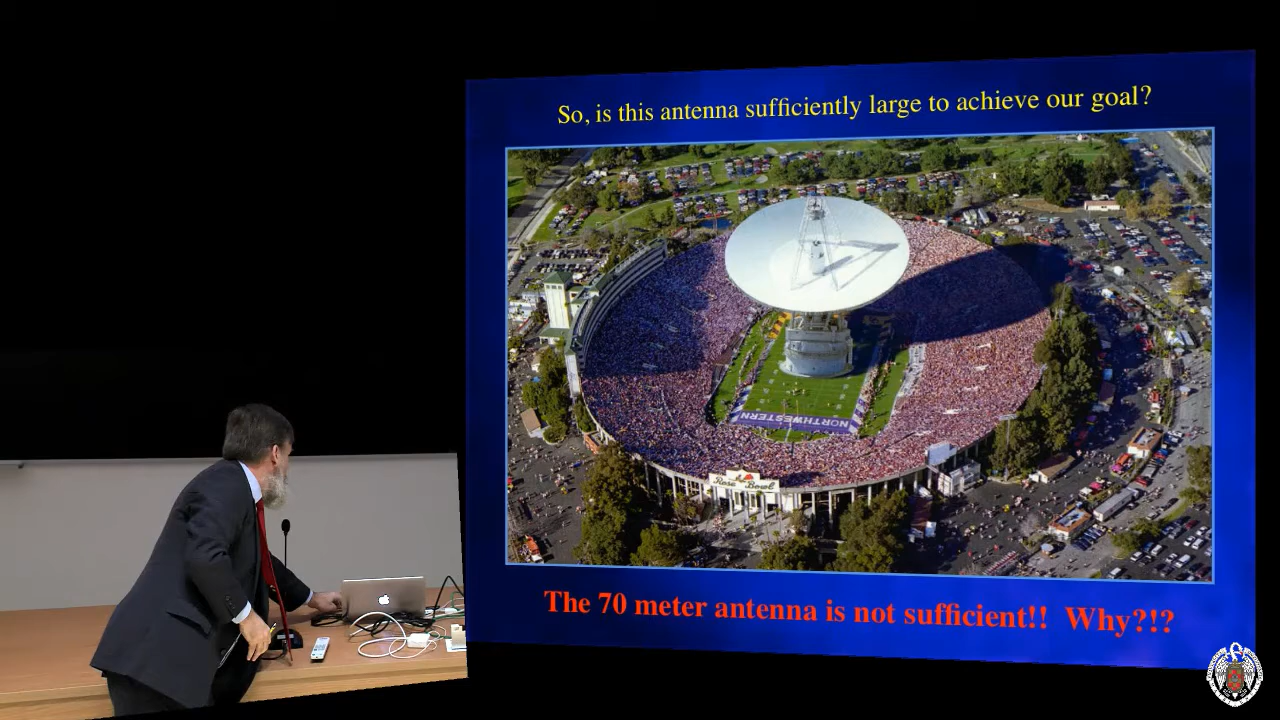 So, is this antenna sufficiently large to achieve our goal?
NORTHWESTERN
Rose Bowl
The 70 meter antenna is not sufficient!! Why?!?